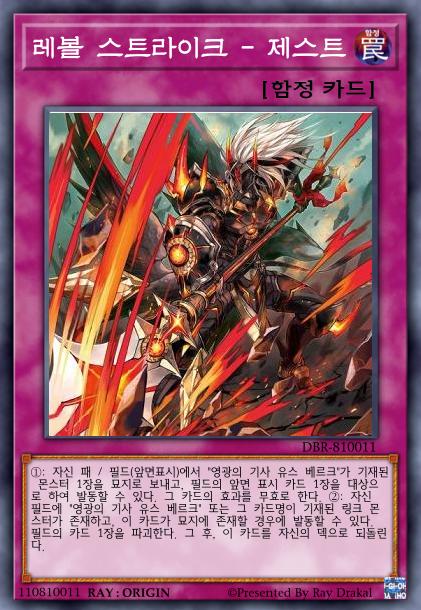 레볼 스트라이크 - 제스트
함정
罠
[함정 카드]
DBR-810011
①: 자신 패 / 필드(앞면표시)에서 "영광의 기사 유스 베르크"가 기재된
몬스터 1장을 묘지로 보내고, 필드의 앞면 표시 카드 1장을 대상으
로 하여 발동할 수 있다. 그 카드의 효과를 무효로 한다. ②: 자신
필드에 "영광의 기사 유스 베르크" 또는 그 카드명이 기재된 링크 몬
스터가 존재하고, 이 카드가 묘지에 존재할 경우에 발동할 수 있다.
필드의 카드 1장을 파괴한다. 그 후, 이 카드를 자신의 덱으로 되돌린
다.
110810011 RAY : ORIGIN ©Presented By Ray Drakal